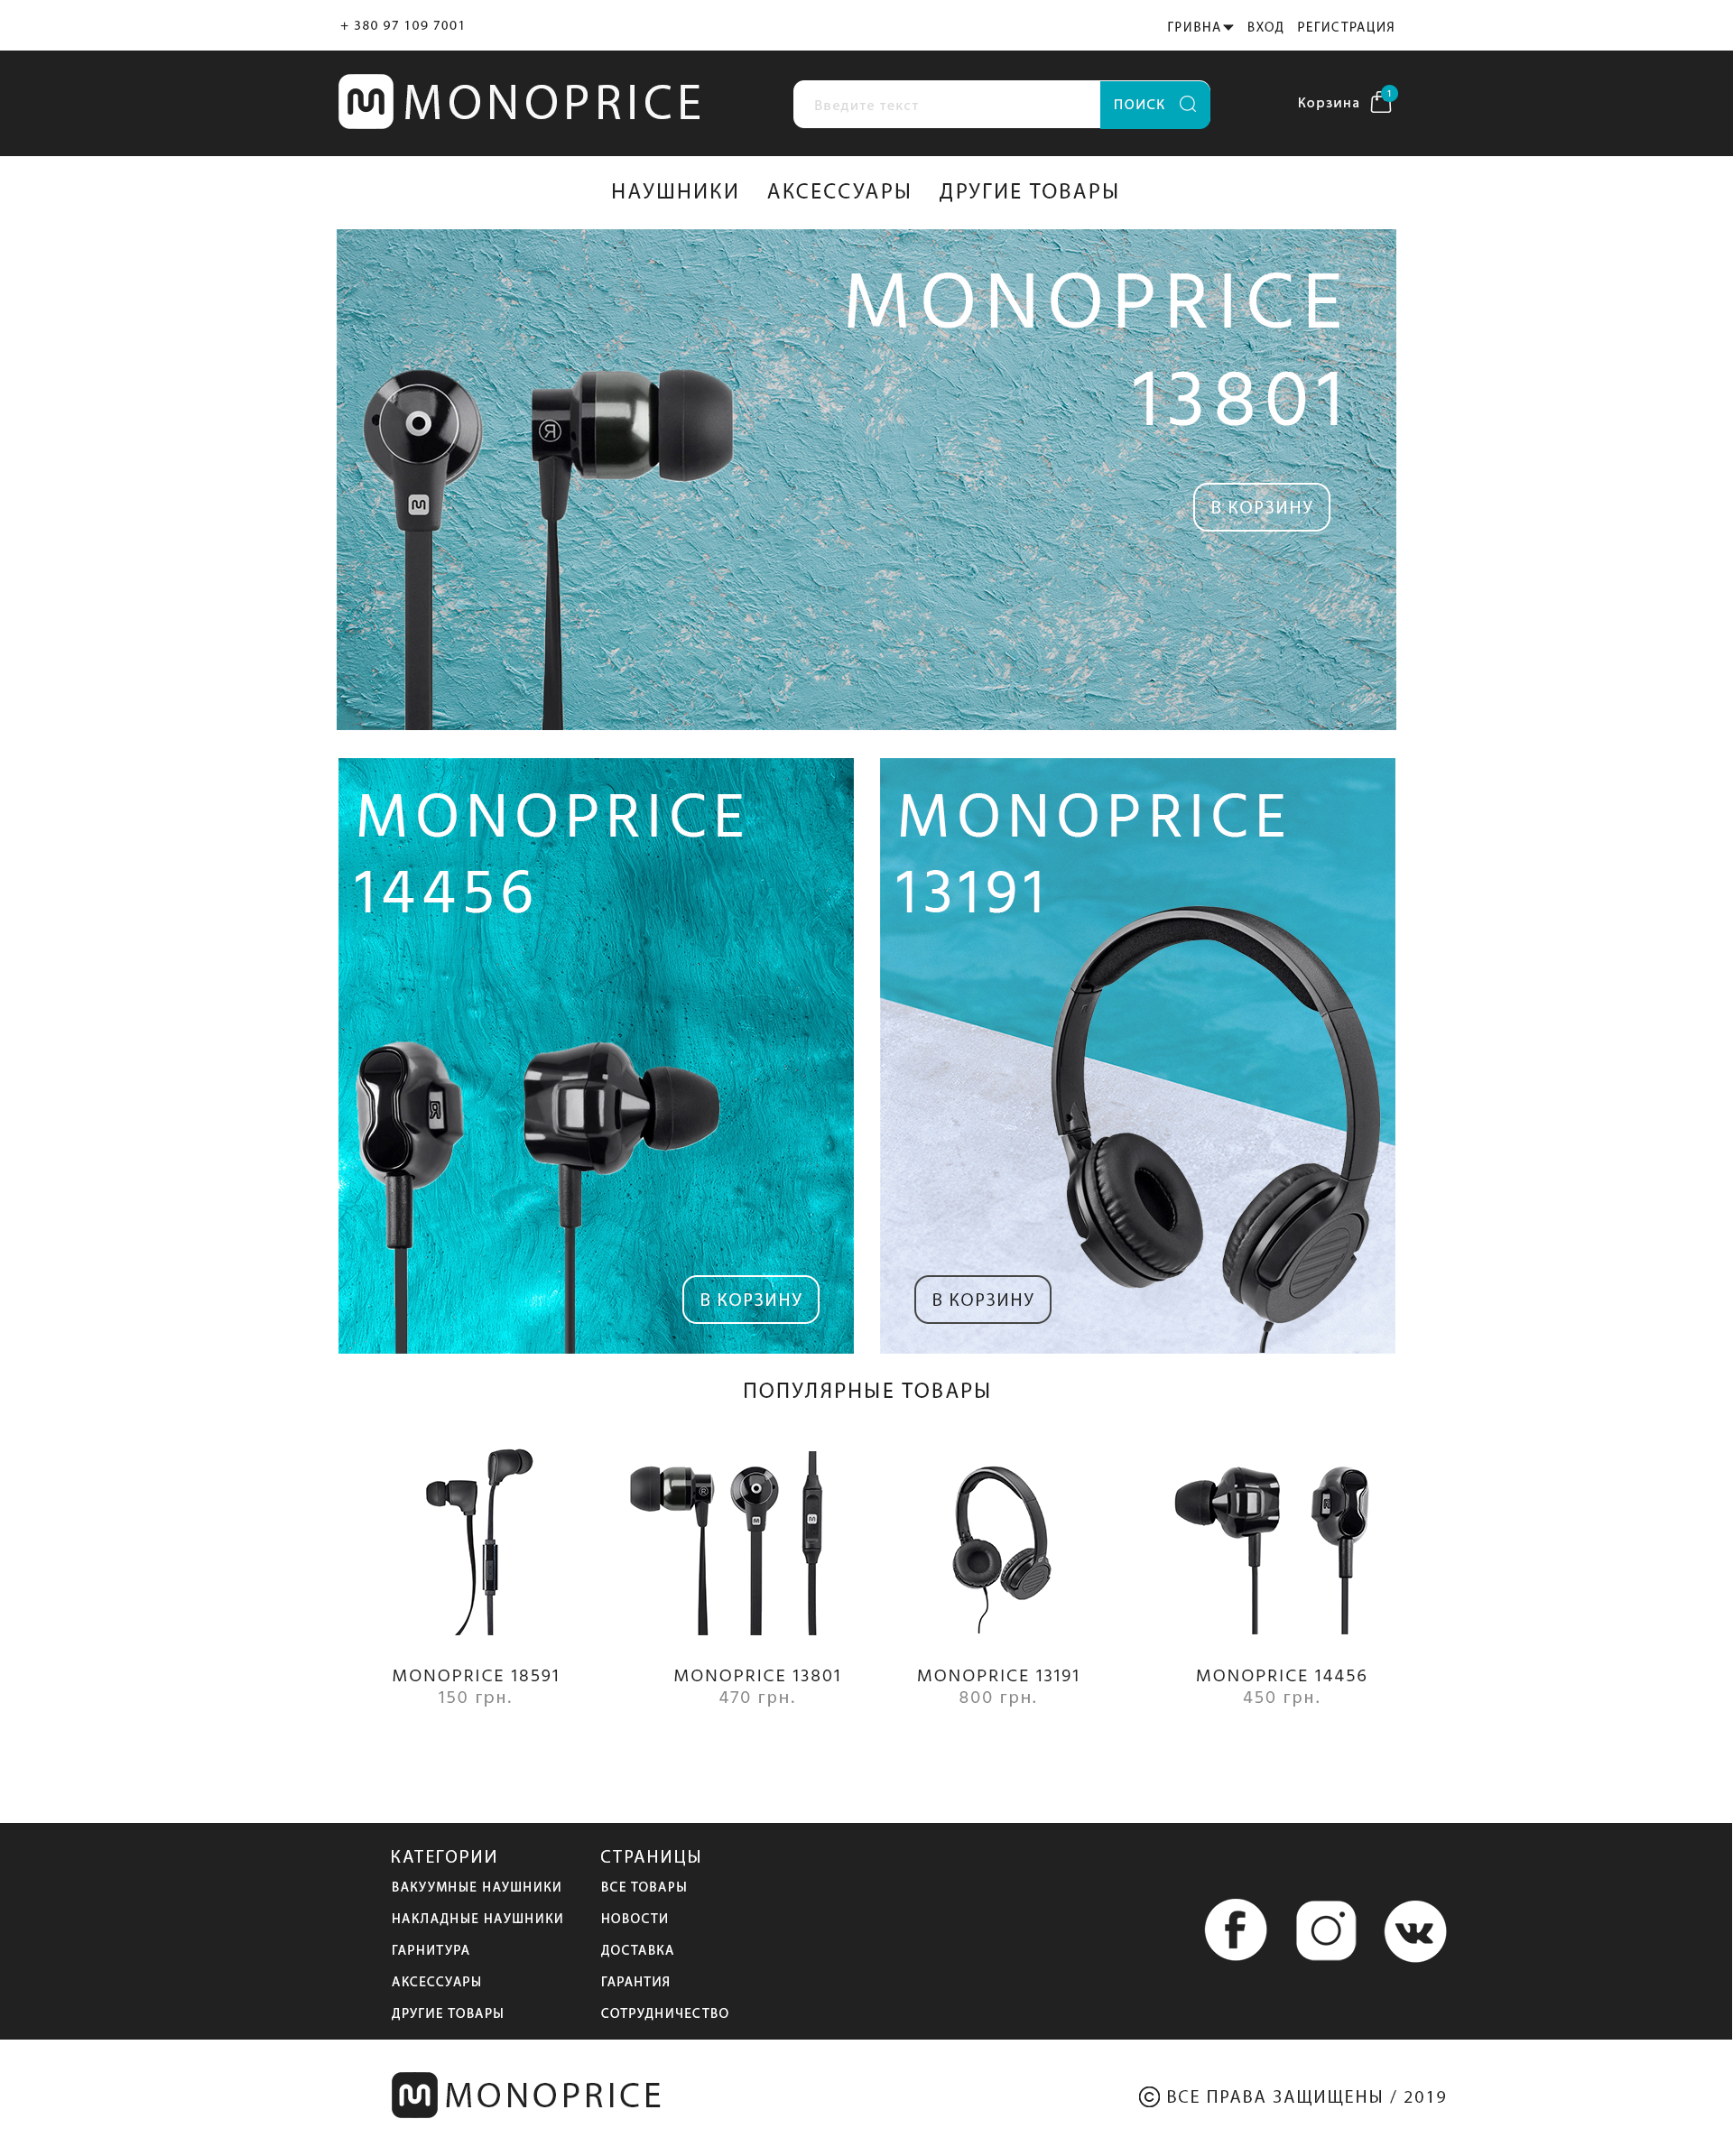 + 380 97 109 7001
ГРИВНА ВХОД РЕГИСТРАЦИЯ
MONOPRICE
Введите текст
ПОИСК
Корзина 1
НАУШНИКИ АКСЕССУАРЫ ДРУГИЕ ТОВАРЫ
MONOPRICE
13801
В КОРЗИНУ
MONOPRICE
14456
В КОРЗИНУ
MONOPRICE
13191
В КОРЗИНУ
ПОПУЛЯРНЫЕ ТОВАРЫ
MONOPRICE 18591
150 грн.
MONOPRICE 13801
470 грн.
MONOPRICE 13191
800 грн.
MONOPRICE 14456
450 грн.
КАТЕГОРИИ
ВАКУУМНЫЕ НАУШНИКИ
НАКЛАДНЫЕ НАУШНИКИ
ГАРНИТУРА
АКСЕССУАРЫ
ДРУГИЕ ТОВАРЫ
СТРАНИЦЫ
ВСЕ ТОВАРЫ
НОВОСТИ
ДОСТАВКА
ГАРАНТИЯ
СОТРУДНИЧЕСТВО
MONOPRICE
© ВСЕ ПРАВА ЗАЩИЩЕНЫ / 2019